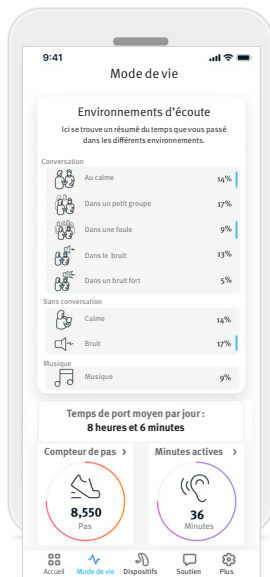 9:41
Mode de vie
Environnements d'écoute
Ici se trouve un résumé du temps que vous passé
dans les différents environnements.
Conversation
Au calme 14%
Dans un petit groupe 17%
Dans une foule 9%
Dans le bruit 13%
Dans un bruit fort 5%
Sans conversation
Calme 14%
Bruit 17%
Musique
Musique 9%
Temps de port moyen par jour :
8 heures et 6 minutes
Compteur de pas > Minutes actives >
8,550 36
Pas Minutes
Accueil Mode de vie Dispositifs Soutien Plus